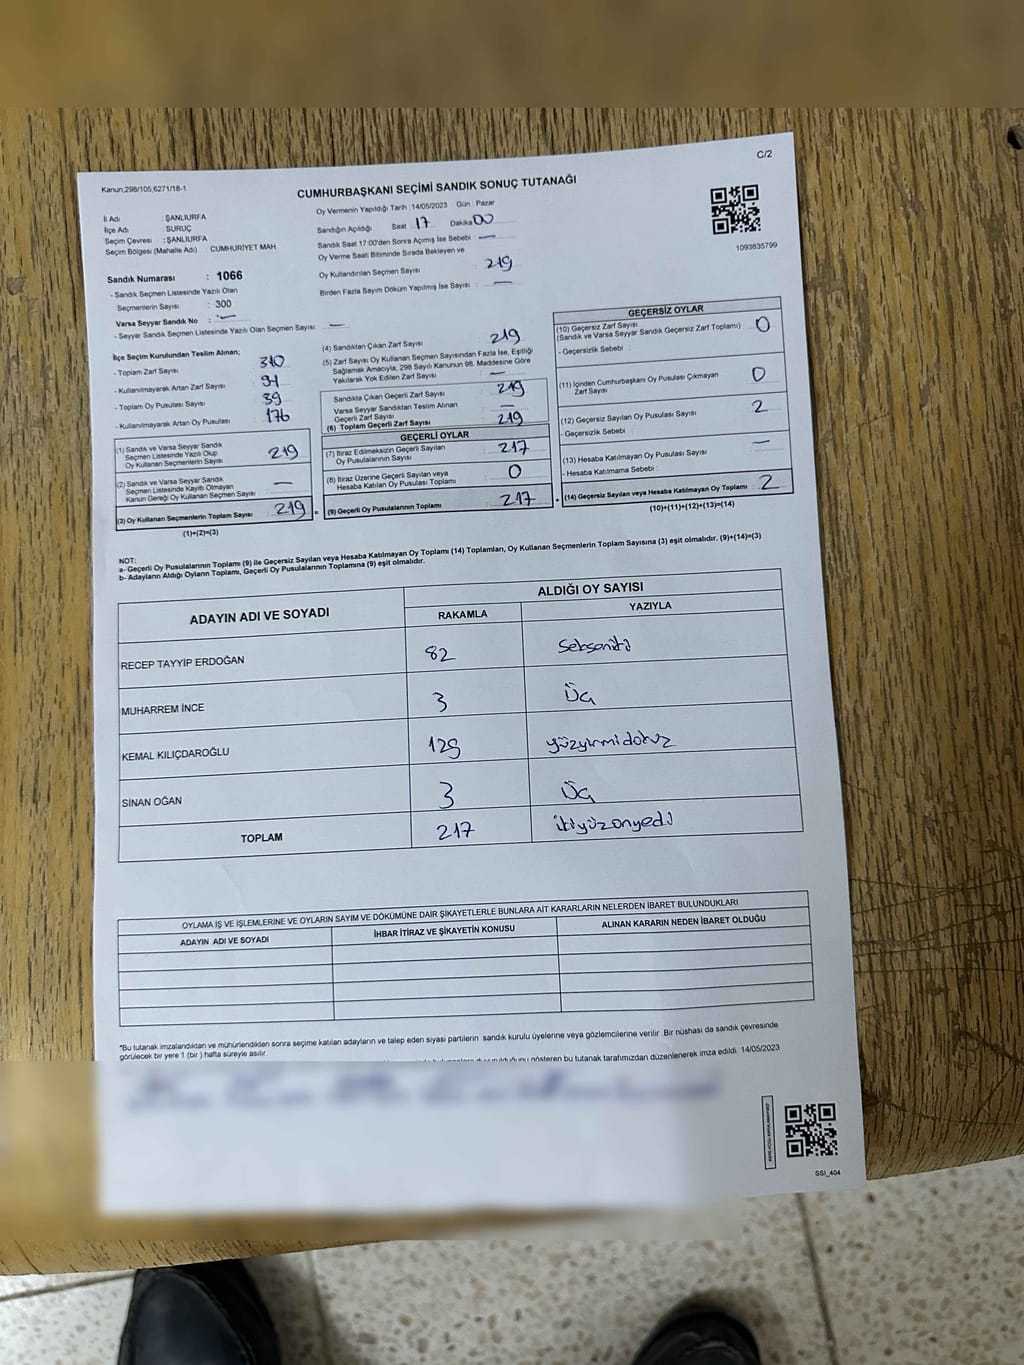 C/2
Kanun:298/105;6271/18-1
CUMHURBAŞKANI SEÇİMİ SANDIK SONUÇ TUTANAĞI
İl Adı : ŞANLIURFA
İlçe Adı : SURUÇ
Seçim Çevresi : ŞANLIURFA
Seçim Bölgesi (Mahalle Adı) : CUMHURİYET MAH.
Sandık Numarası : 1066
- Sandık Seçmen Listesinde Yazılı Olan
Seçmenlerin Sayısı : 300
Varsa Seyyar Sandık No : —
- Seyyar Sandık Seçmen Listesinde Yazılı Olan Seçmen Sayısı: —
Oy Vermenin Yapıldığı Tarih : 14/05/2023 Gün : Pazar
Sandığın Açıldığı Saat 17 Dakika 00
Sandık Saat 17:00'den Sonra Açılmış İse Sebebi : —
Oy Verme Saati Bitiminde Sırada Bekleyen ve
Oy Kullandırılan Seçmen Sayısı : 219
Birden Fazla Sayım Döküm Yapılmış İse Sayısı : —
1093835799
İlçe Seçim Kurulundan Teslim Alınan;
- Toplam Zarf Sayısı : 310
- Kullanılmayarak Artan Zarf Sayısı : 91
- Toplam Oy Pusulası Sayısı : 39
- Kullanılmayarak Artan Oy Pusulası : 176
(1) Sandık ve Varsa Seyyar Sandık
Seçmen Listesinde Yazılı Olup
Oy Kullanan Seçmenlerin Sayısı : 219
(2) Sandık ve Varsa Seyyar Sandık
Seçmen Listesinde Kayıtlı Olmayan
Kanun Gereği Oy Kullanan Seçmen Sayısı : —
(3) Oy Kullanan Seçmenlerin Toplam Sayısı : 219
(1)+(2)=(3)
(4) Sandıktan Çıkan Zarf Sayısı : 219
(5) Zarf Sayısı Oy Kullanan Seçmen Sayısından Fazla İse, Eşitliği
Sağlamak Amacıyla, 298 Sayılı Kanunun 98. Maddesine Göre
Yakılarak Yok Edilen Zarf Sayısı : —
Sandıkta Çıkan Geçerli Zarf Sayısı : 219
Varsa Seyyar Sandıktan Teslim Alınan
Geçerli Zarf Sayısı : —
(6) Toplam Geçerli Zarf Sayısı : 219
GEÇERLİ OYLAR
(7) İtiraz Edilmeksizin Geçerli Sayılan
Oy Pusulalarının Sayısı : 217
(8) İtiraz Üzerine Geçerli Sayılan veya
Hesaba Katılan Oy Pusulası Toplamı : 0
(9) Geçerli Oy Pusulalarının Toplamı : 217
GEÇERSİZ OYLAR
(10) Geçersiz Zarf Sayısı
(Sandık ve Varsa Seyyar Sandık Geçersiz Zarf Toplamı) : 0
- Geçersizlik Sebebi :
(11) İçinden Cumhurbaşkanı Oy Pusulası Çıkmayan
Zarf Sayısı : 0
(12) Geçersiz Sayılan Oy Pusulası Sayısı : 2
- Geçersizlik Sebebi :
(13) Hesaba Katılmayan Oy Pusulası Sayısı : —
- Hesaba Katılmama Sebebi :
(14) Geçersiz Sayılan veya Hesaba Katılmayan Oy Toplamı : 2
(10)+(11)+(12)+(13)=(14)
NOT:
a- Geçerli Oy Pusulasının Toplamı (9) ile Geçersiz Sayılan veya Hesaba Katılmayan Oy Toplamı (14) Toplamları, Oy Kullanan Seçmenlerin Toplam Sayısına (3) eşit olmalıdır. (9)+(14)=(3)
b- Adayların Aldığı Oyların Toplamı, Geçerli Oy Pusulalarının Toplamına (9) eşit olmalıdır.
ADAYIN ADI VE SOYADI ALDIĞI OY SAYISI
RAKAMLA YAZIYLA
RECEP TAYYİP ERDOĞAN 82 Sekseniki
MUHARREM İNCE 3 Üç
KEMAL KILIÇDAROĞLU 129 yüzyirmidokuz
SİNAN OĞAN 3 Üç
TOPLAM 217 ikiyüzonyedi
OYLAMA İŞ VE İŞLEMLERİNE VE OYLARIN SAYIM VE DÖKÜMÜNE DAİR ŞİKAYETLERLE BUNLARA AİT KARARLARIN NELERDEN İBARET BULUNDUKLARI
ADAYIN ADI VE SOYADI İHBAR İTİRAZ VE ŞİKAYETİN KONUSU ALINAN KARARIN NEDEN İBARET OLDUĞU
*Bu tutanak imzalandıktan ve mühürlendikten sonra seçime katılan adayların ve talep eden siyasi partilerin sandık kurulu üyelerine veya gözlemcilerine verilir .Bir nüshası da sandık çevresinde
görülecek bir yere 1 (bir ) hafta süreyle asılır.
gösteren bu tutanak tarafımızdan düzenlenerek imza edildi. 14/05/2023
SSI_404